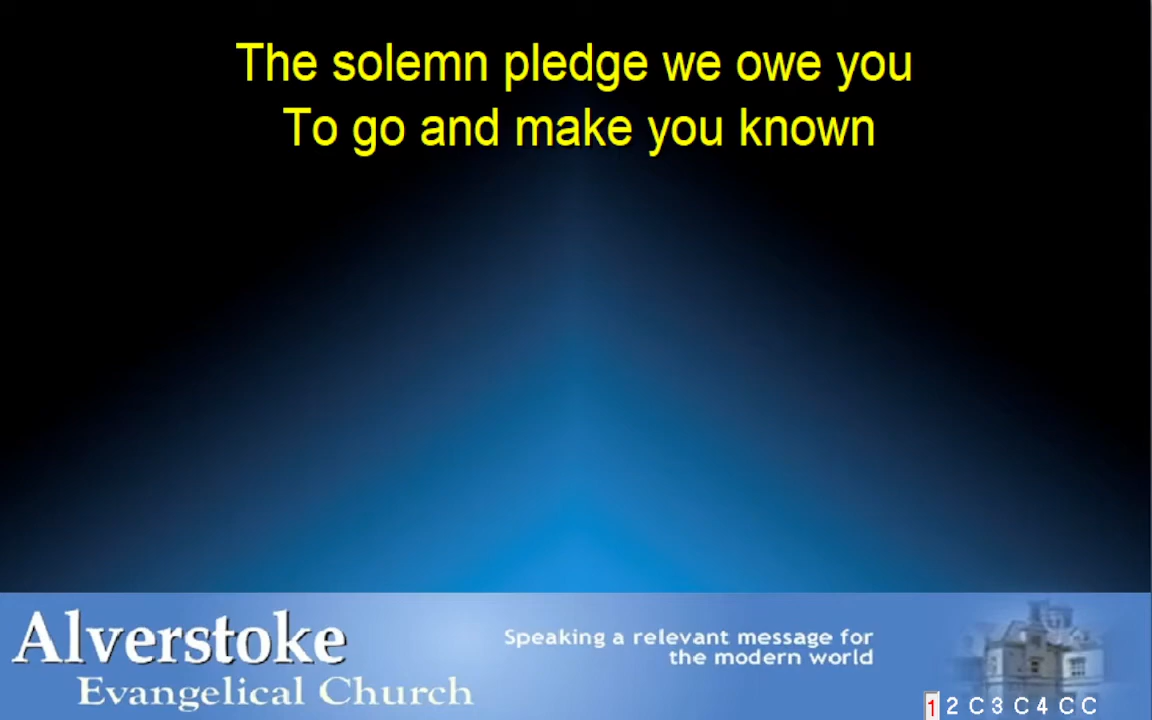 The solemn pledge we owe you
To go and make you known
Alverstoke
Evangelical Church
Speaking a relevant message for
the modern world
1 2 C 3 C 4 C C